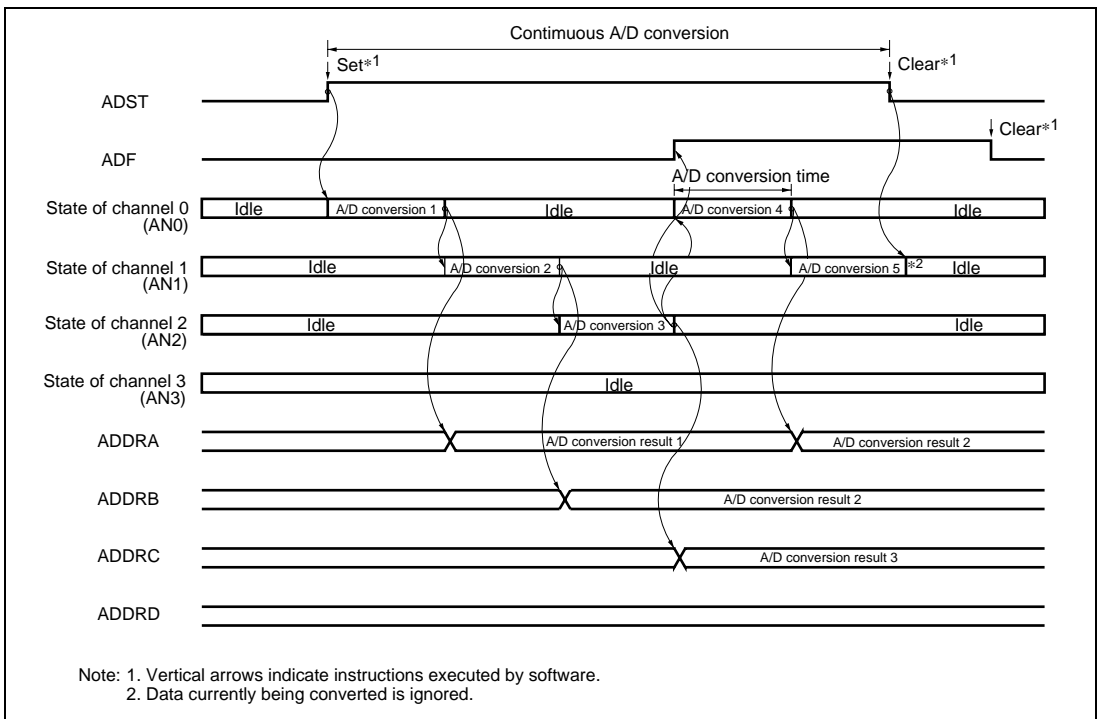 Continuous A/D conversion
Set*1
Clear*1
ADST
Clear*1
ADF
A/D conversion time
State of channel 0
(AN0)
Idle
A/D conversion 1
Idle
A/D conversion 4
Idle
State of channel 1
(AN1)
Idle
A/D conversion 2
Idle
A/D conversion 5
*2
Idle
State of channel 2
(AN2)
Idle
A/D conversion 3
Idle
State of channel 3
(AN3)
Idle
ADDRA
A/D conversion result 1
A/D conversion result 2
ADDRB
A/D conversion result 2
ADDRC
A/D conversion result 3
ADDRD
Note: 1. Vertical arrows indicate instructions executed by software.
2. Data currently being converted is ignored.